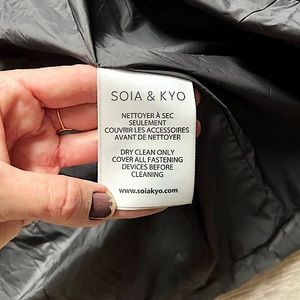 SOIA & KYO
NETTOYER À SEC
SEULEMENT
COUVRIR LES ACCESSOIRES
AVANT DE NETTOYER
DRY CLEAN ONLY
COVER ALL FASTENING
DEVICES BEFORE
CLEANING
www.soiakyo.com